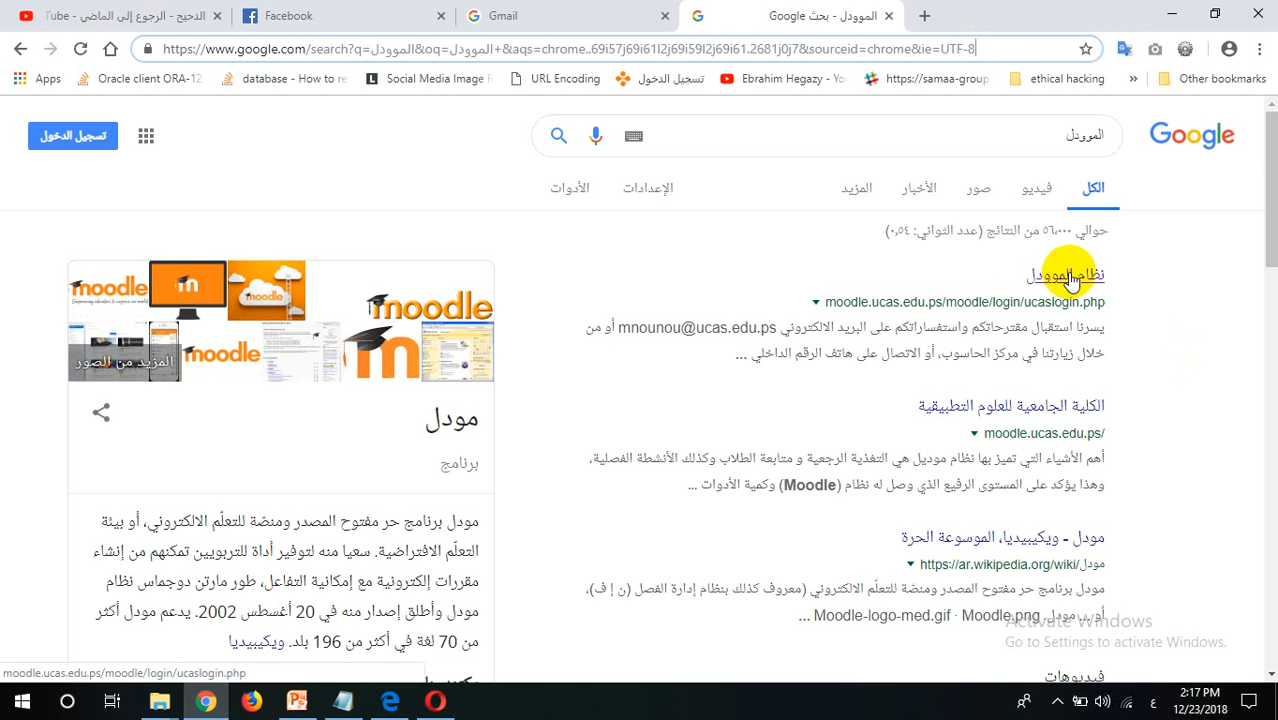 الدحيح - الرجوع إلى الماضي - Tube
Facebook
Gmail
الموودل - بحث Google
https://www.google.com/search?q=الموودل&oq=الموودل+&aqs=chrome..69i57j69i61l2j69i59l2j69i61.2681j0j7&sourceid=chrome&ie=UTF-8
Apps
Oracle client ORA-12
database - How to re
Social Media Image R
URL Encoding
تسجيل الدخول
Ebrahim Hegazy
https://samaa-group.
ethical hacking
»
Other bookmarks
Google
الموودل
تسجيل الدخول
الكل
فيديو
صور
الأخبار
المزيد
الإعدادات
الأدوات
حوالي ٥٦,٠٠٠ من النتائج (عدد الثواني: ٠,٥٤)
نظام الموودل
moodle.ucas.edu.ps/moodle/login/ucaslogin.php
يسرنا استقبال مقترحاتكم واستفساراتكم على البريد الالكتروني mnounou@ucas.edu.ps أو من
خلال زيارتنا في مركز الحاسوب، أو الاتصال على هاتف الرقم الداخلي ...
الكلية الجامعية للعلوم التطبيقية
moodle.ucas.edu.ps/
أهم الأشياء التي تميز بها نظام موديل هي التغذية الرجعية و متابعة الطلاب وكذلك الأنشطة الفصلية،
وهذا يؤكد على المستوى الرفيع الذي وصل له نظام (Moodle) وكمية الأدوات ...
مودل - ويكيبيديا، الموسوعة الحرة
https://ar.wikipedia.org/wiki/مودل
مودل برنامج حر مفتوح المصدر ومنصّة للتعلّم الالكتروني (معروف كذلك بنظام إدارة الفصل (ن إ ف)،
أو ... مودل. Moodle-logo-med.gif · Moodle.png ...
فيديوهات
moodle
moodle
moodle
moodle
moodle
المزيد من الصور
مودل
برنامج
مودل برنامج حر مفتوح المصدر ومنصّة للتعلّم الالكتروني، أو بيئة
التعلّم الافتراضية. سعيا منه لتوفير أداة للتربويين تمكنهم من إنشاء
مقررات إلكترونية مع إمكانية التفاعل، طور مارتن دوجماس نظام
مودل وأطلق إصدار منه في 20 أغسطس 2002. يدعم مودل أكثر
من 70 لغة في أكثر من 196 بلد. ويكيبيديا
Activate Windows
Go to Settings to activate Windows.
moodle.ucas.edu.ps/moodle/login/ucaslogin.php
ع
2:17 PM
12/23/2018